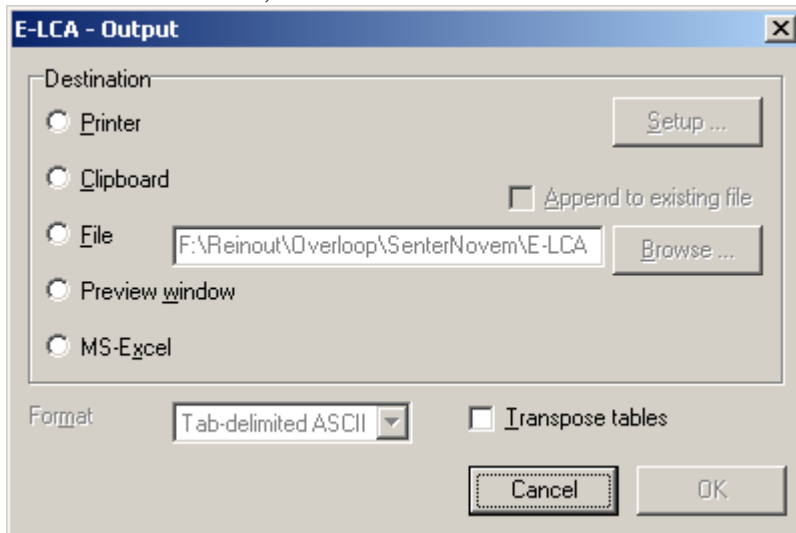 E-LCA - Output
Destination
Printer
Setup ...
Clipboard
Append to existing file
File
F:\Reinout\Overloop\SenterNovem\E-LCA
Browse ...
Preview window
MS-Excel
Format
Tab-delimited ASCII
Transpose tables
Cancel
OK